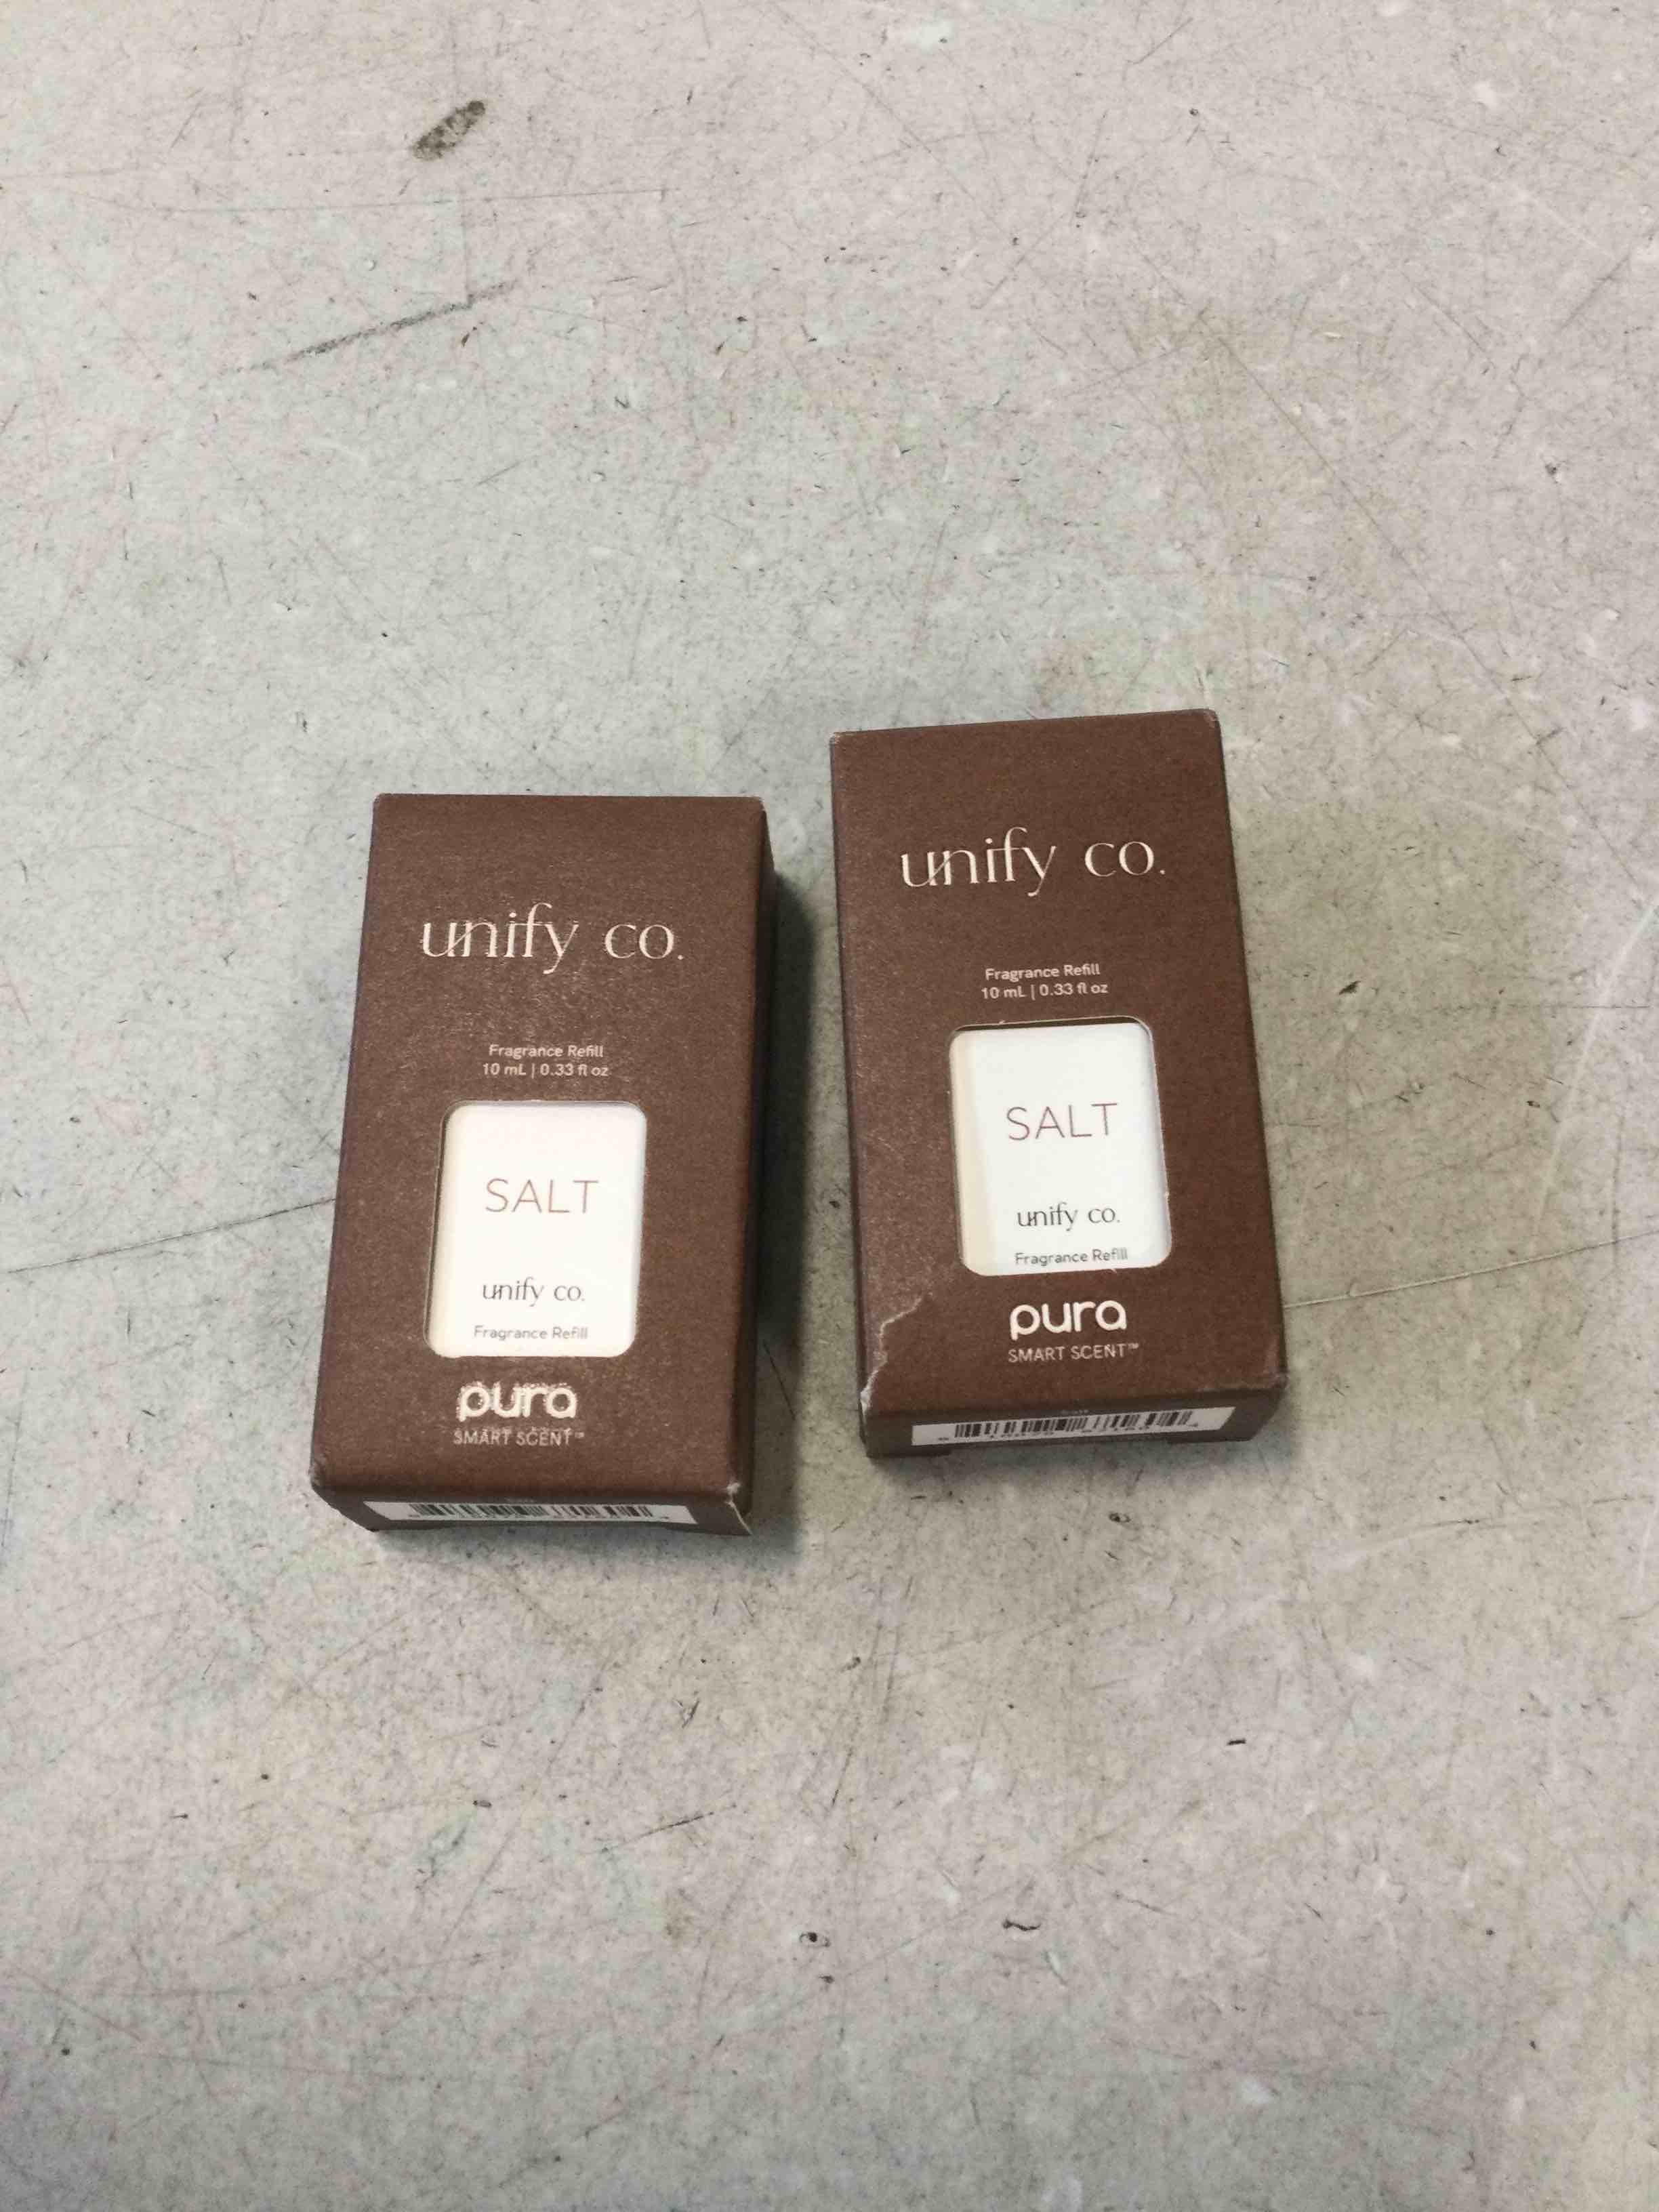 unify co.
Fragrance Refill
10 mL | 0.33 fl oz
SALT
unify co.
Fragrance Refill
pura
SMART SCENT™
unify co.
Fragrance Refill
10 mL | 0.33 fl oz
SALT
unify co.
Fragrance Refill
pura
SMART SCENT™